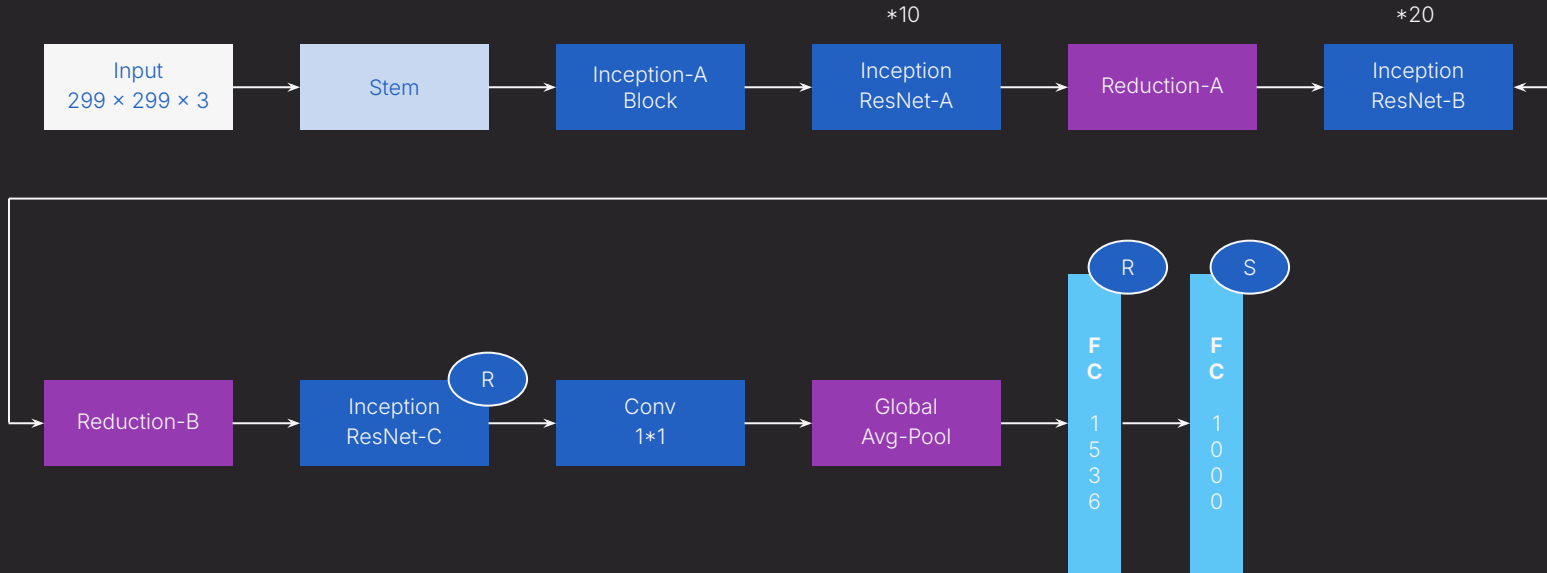 *10
*20
Input
299 × 299 × 3
Stem
Inception-A
Block
Inception
ResNet-A
Reduction-A
Inception
ResNet-B
R
S
R
Reduction-B
Inception
ResNet-C
Conv
1*1
Global
Avg-Pool
F
C
1
5
3
6
F
C
1
0
0
0